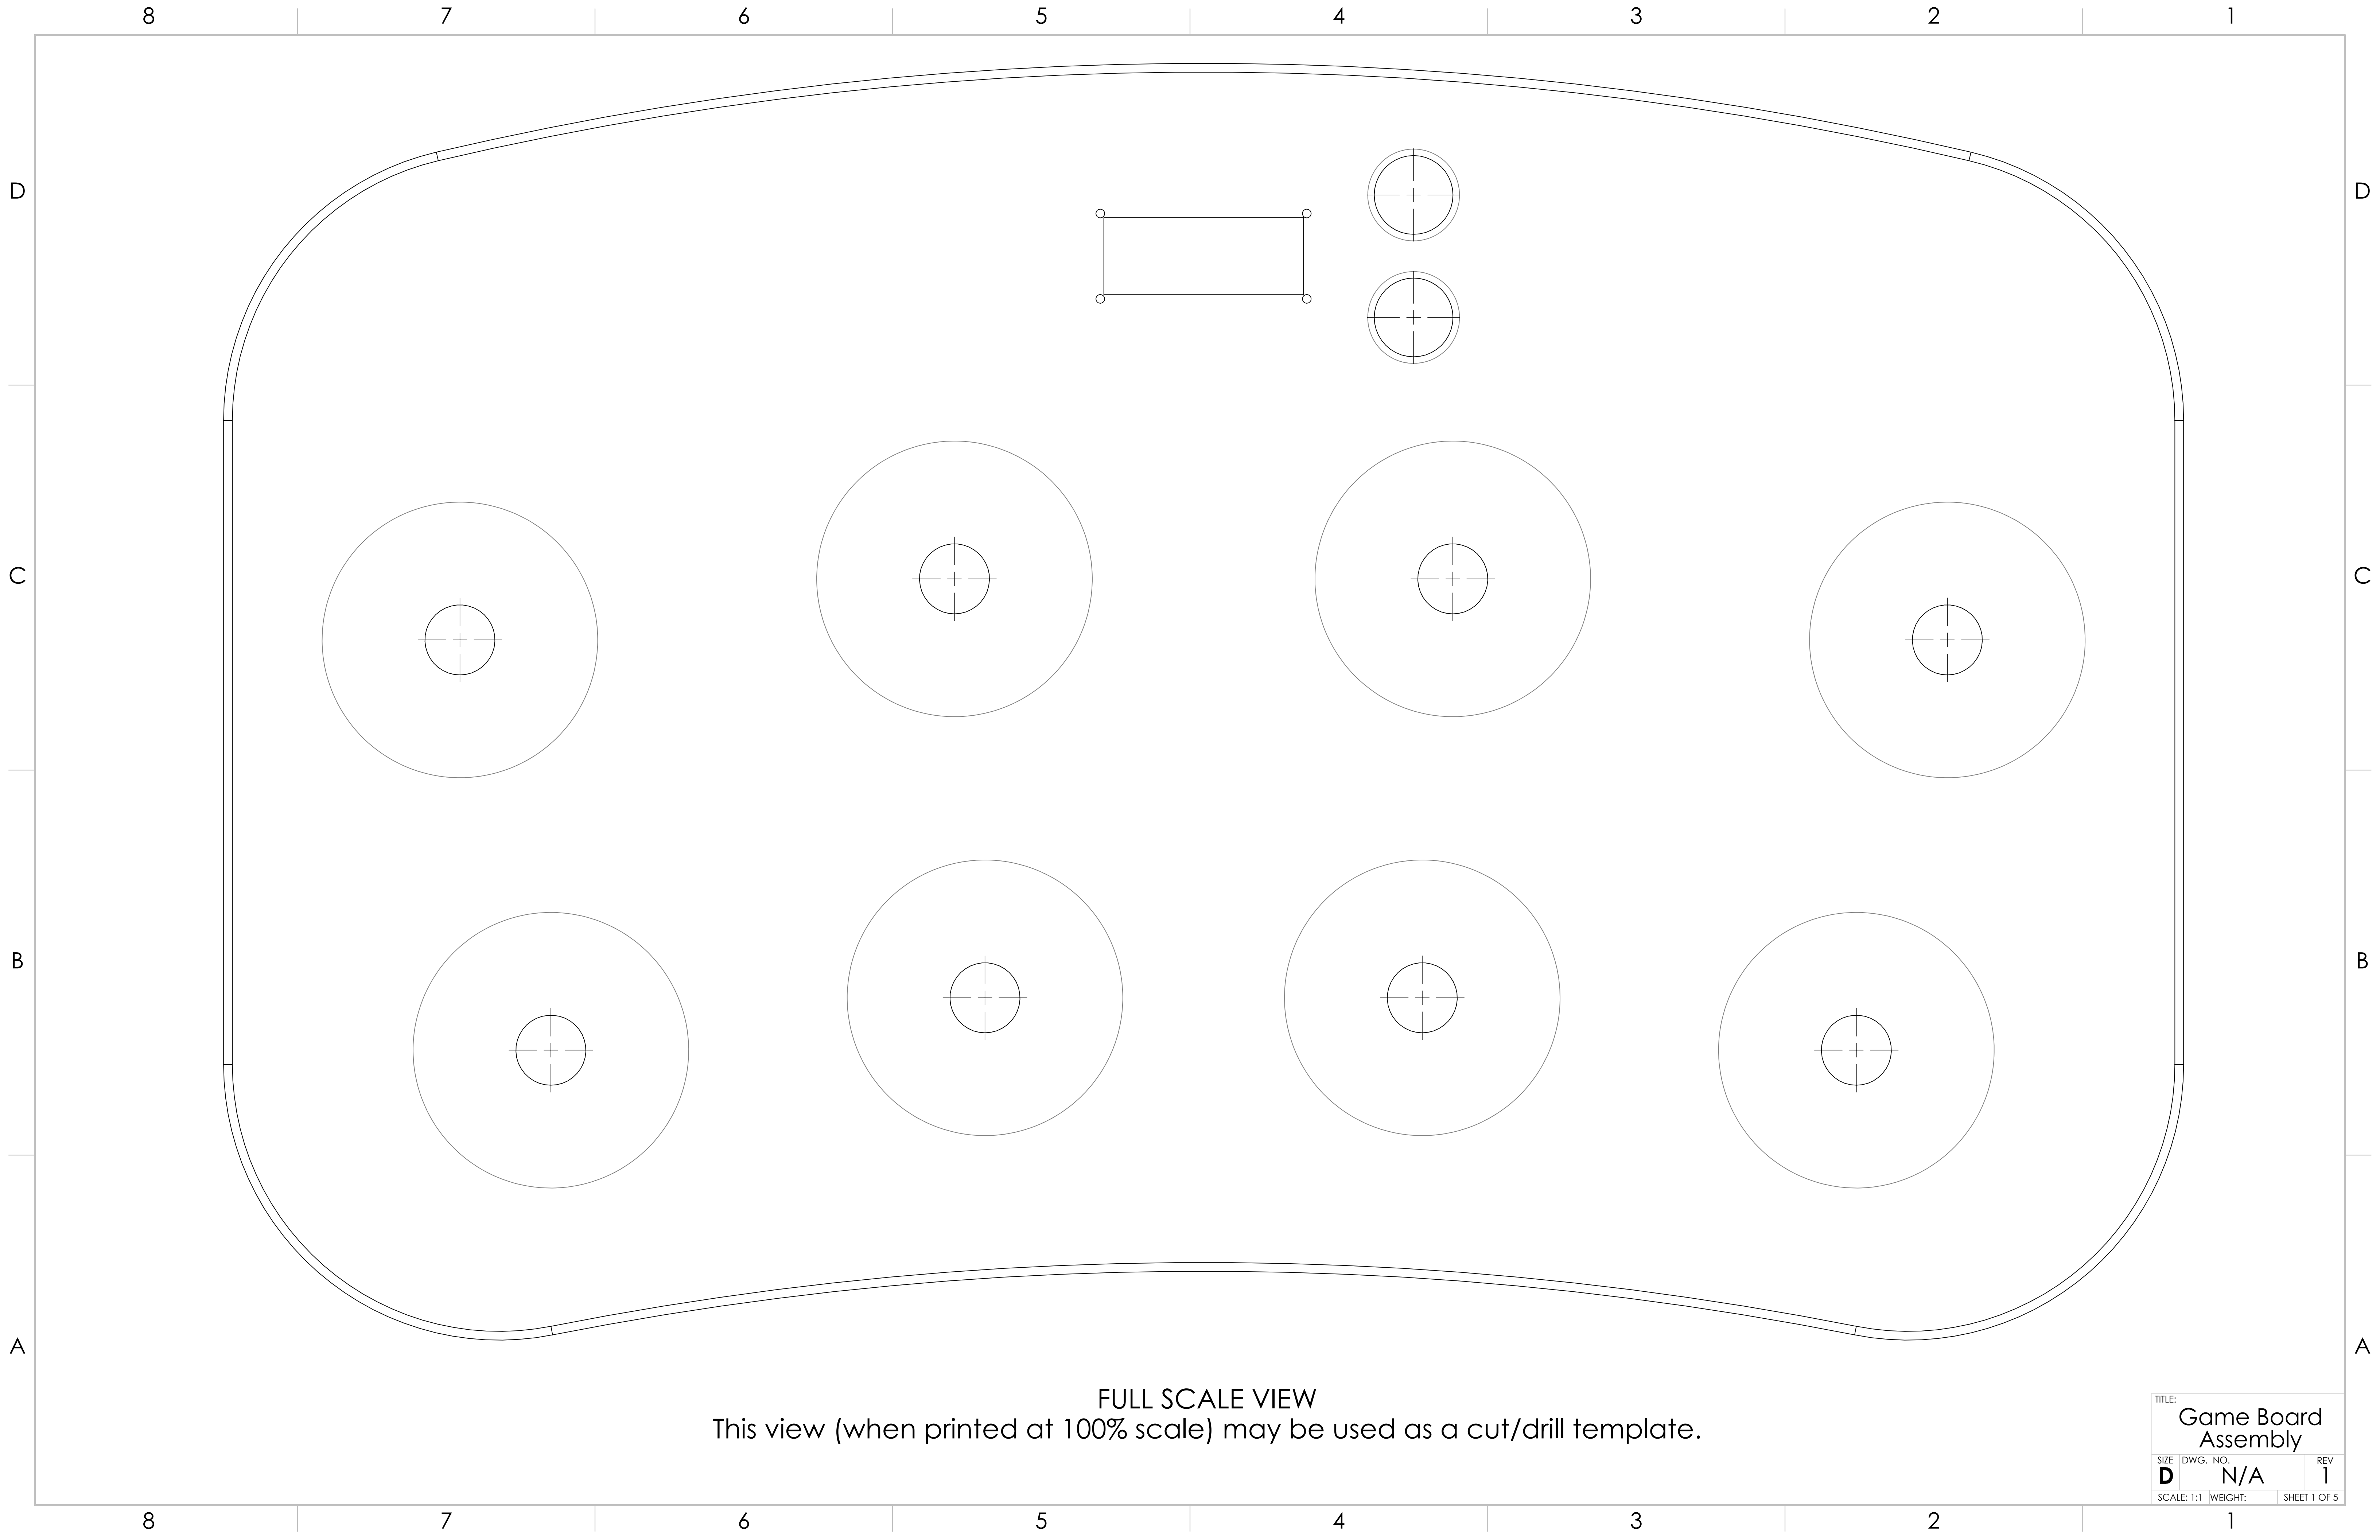 8 7 6 5 4 3 2 1
D D
C C
B B
A A
FULL SCALE VIEW
This view (when printed at 100% scale) may be used as a cut/drill template.
TITLE:
Game Board
Assembly
SIZE DWG. NO. REV
D N/A 1
SCALE: 1:1 WEIGHT: SHEET 1 OF 5
8 7 6 5 4 3 2 1